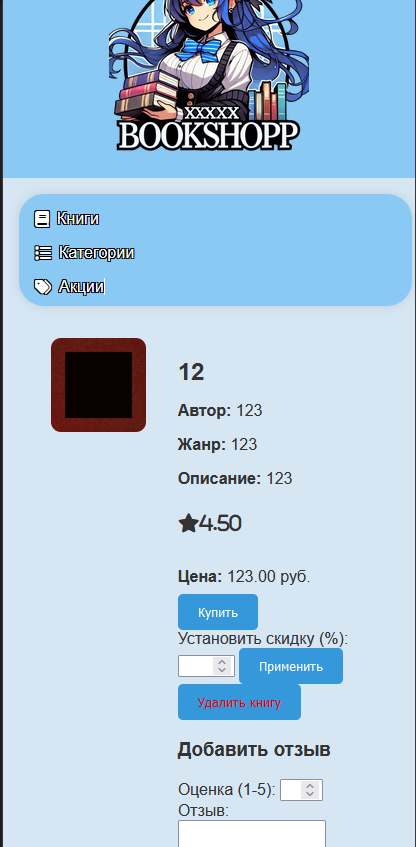 XXXXX
BOOKSHOPP
Книги
Категории
Акции
12
Автор: 123
Жанр: 123
Описание: 123
4.50
Цена: 123.00 руб.
Купить
Установить скидку (%):
Применить
Удалить книгу
Добавить отзыв
Оценка (1-5):
Отзыв: